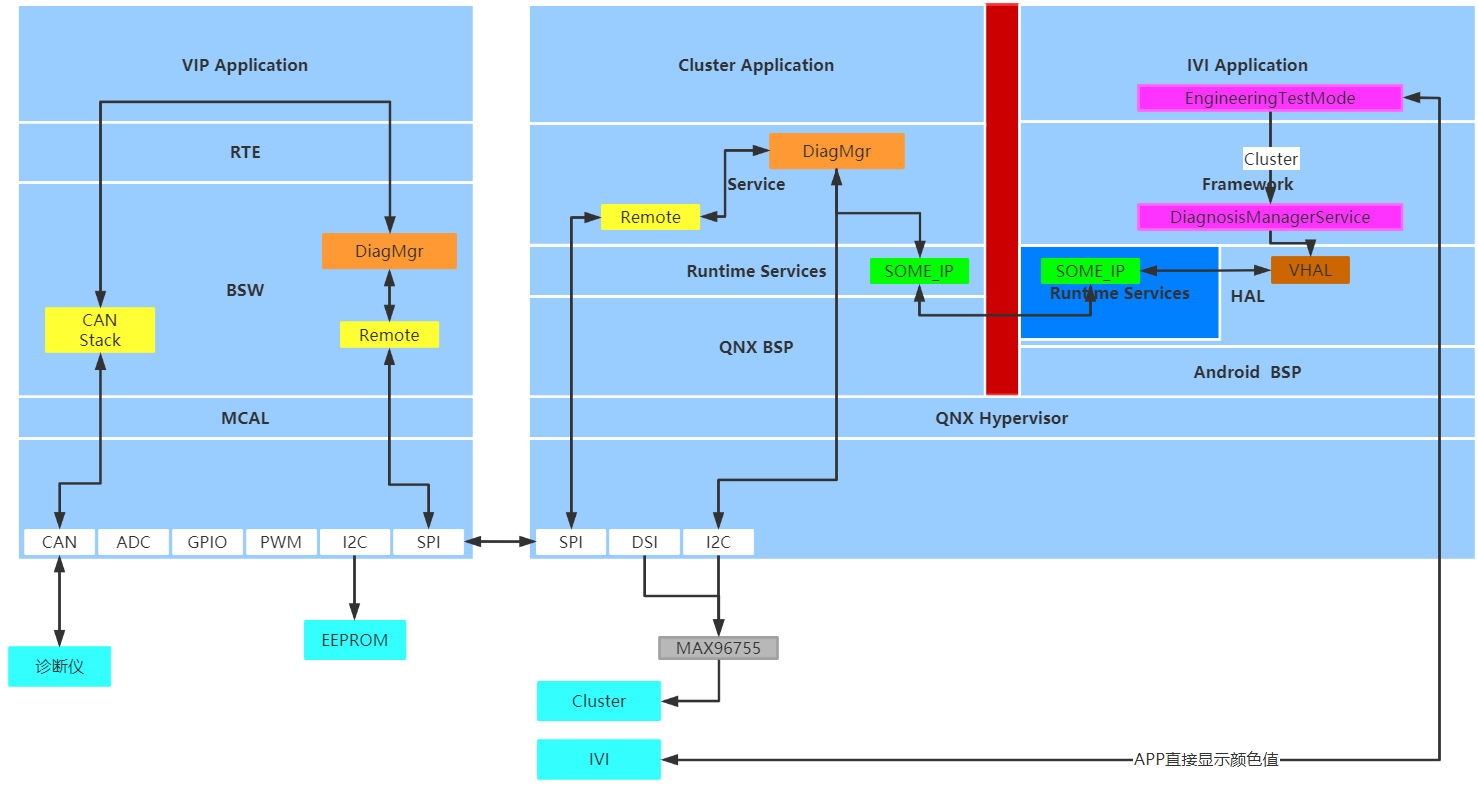 VIP Application
RTE
BSW
DiagMgr
CAN
Stack
Remote
MCAL
CAN
ADC
GPIO
PWM
I2C
SPI
诊断仪
EEPROM
Cluster Application
DiagMgr
Service
Remote
Runtime Services
SOME_IP
QNX BSP
IVI Application
EngineeringTestMode
Cluster
Framework
DiagnosisManagerService
SOME_IP
VHAL
Runtime Services
HAL
Android BSP
QNX Hypervisor
SPI
DSI
I2C
MAX96755
Cluster
IVI
APP直接显示颜色值